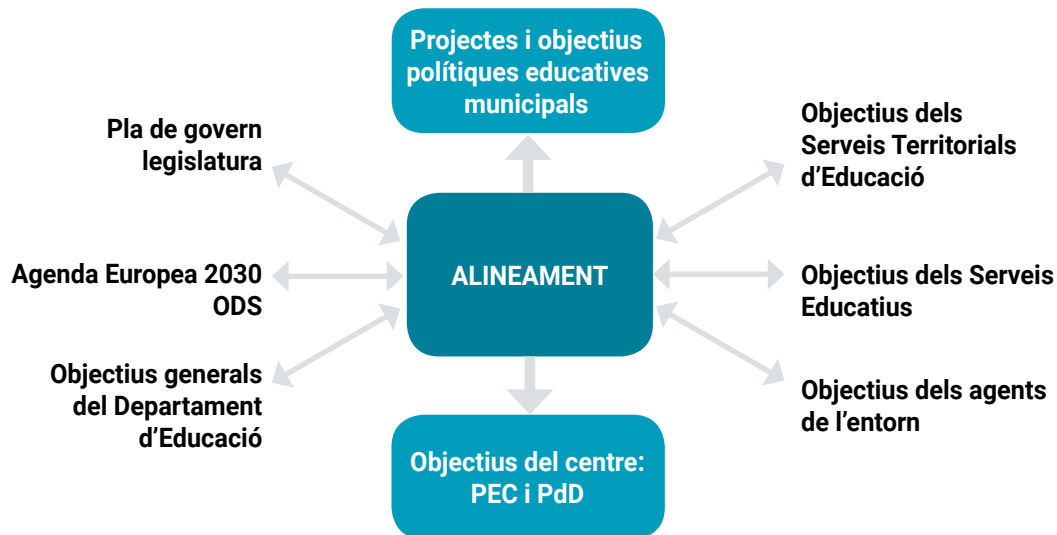 Projectes i objectius
polítiques educatives
municipals
Pla de govern
legislatura
Objectius dels
Serveis Territorials
d’Educació
Agenda Europea 2030
ODS
ALINEAMENT
Objectius dels Serveis
Educatius
Objectius generals
del Departament
d’Educació
Objectius dels agents
de l’entorn
Objectius del centre:
PEC i PdD